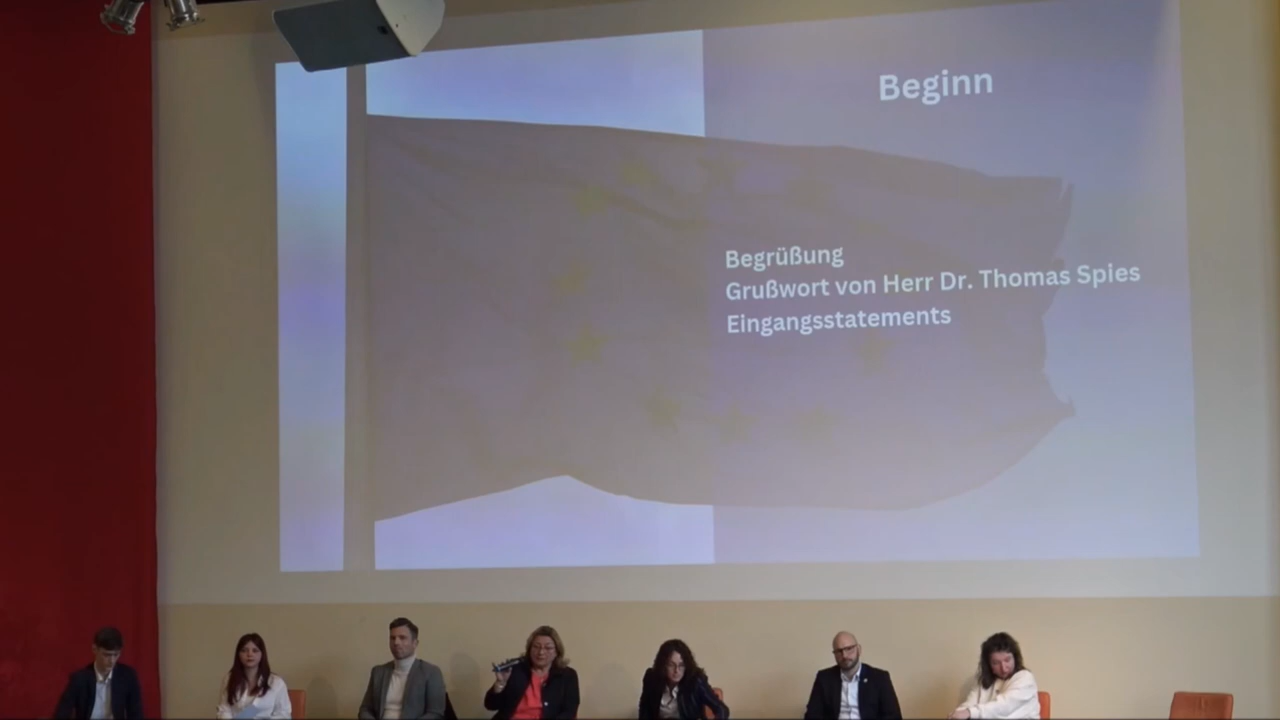 Beginn
Begrüßung
Grußwort von Herr Dr. Thomas Spies
Eingangsstatements